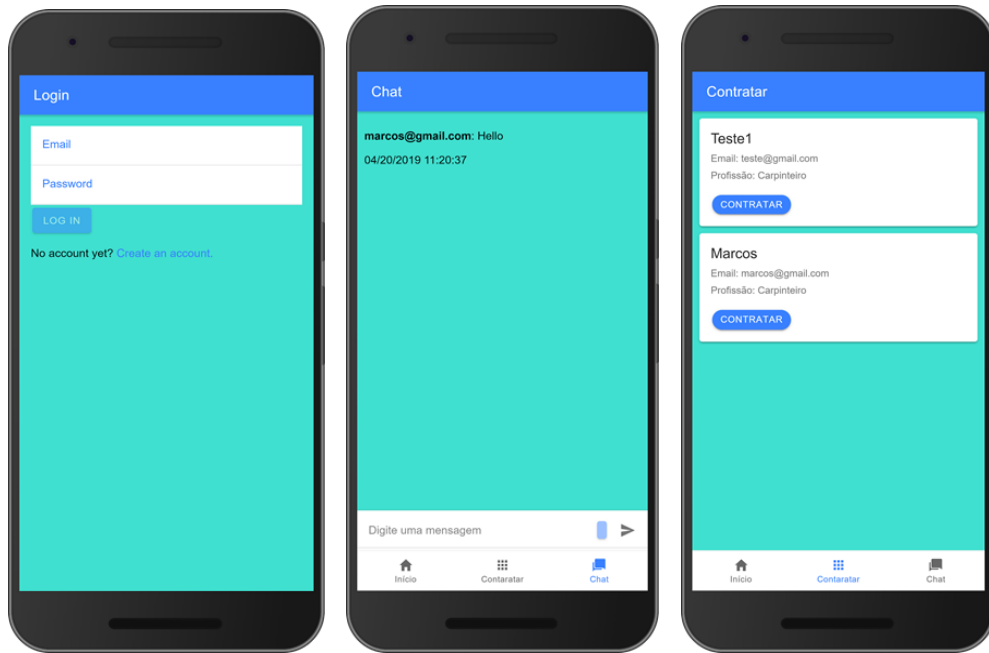 Login
Email
Password
LOG IN
No account yet? Create an account.
Chat
marcos@gmail.com: Hello
04/20/2019 11:20:37
Digite uma mensagem
Início Contaratar Chat
Contratar
Teste1
Email: teste@gmail.com
Profissão: Carpinteiro
CONTRATAR
Marcos
Email: marcos@gmail.com
Profissão: Carpinteiro
CONTRATAR
Início Contaratar Chat